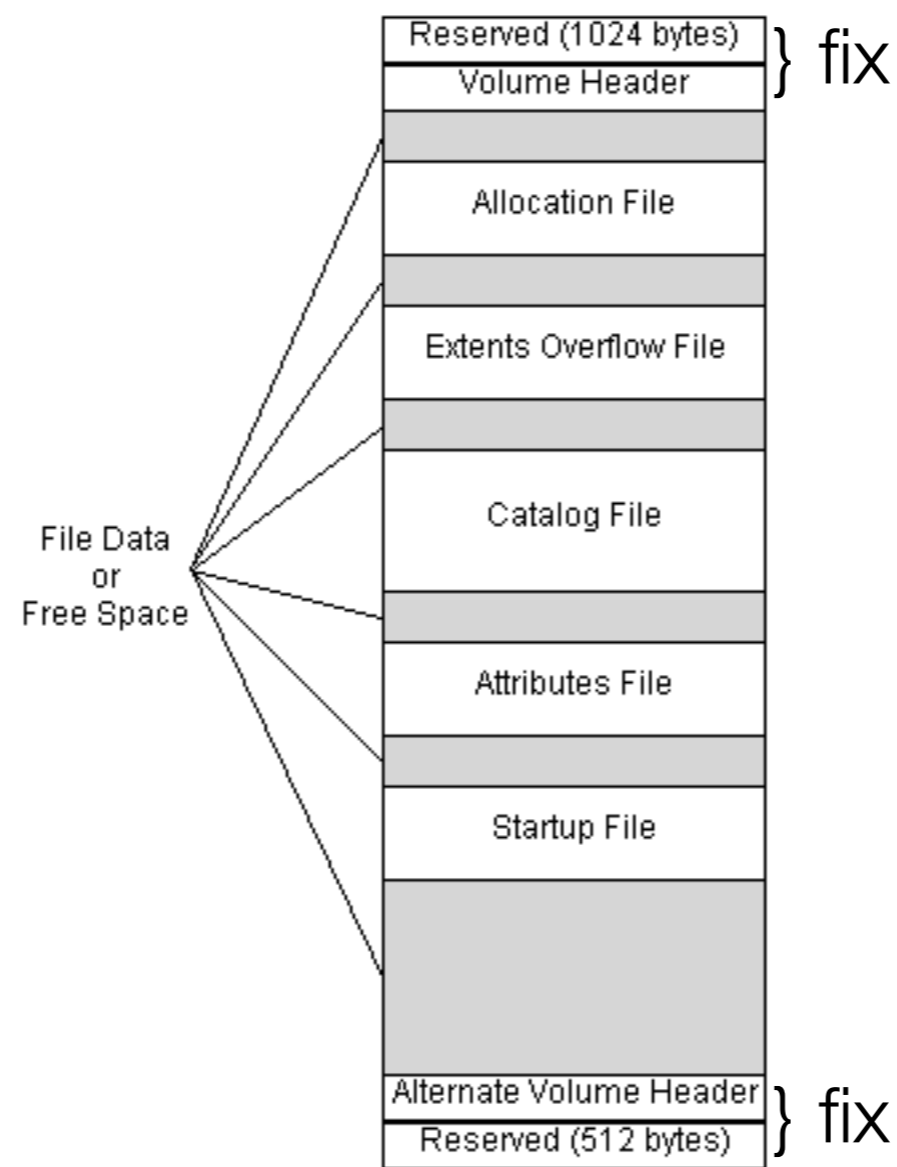 Reserved (1024 bytes)
} fix
Volume Header
Allocation File
Extents Overflow File
Catalog File
File Data
or
Free Space
Attributes File
Startup File
Alternate Volume Header
} fix
Reserved (512 bytes)